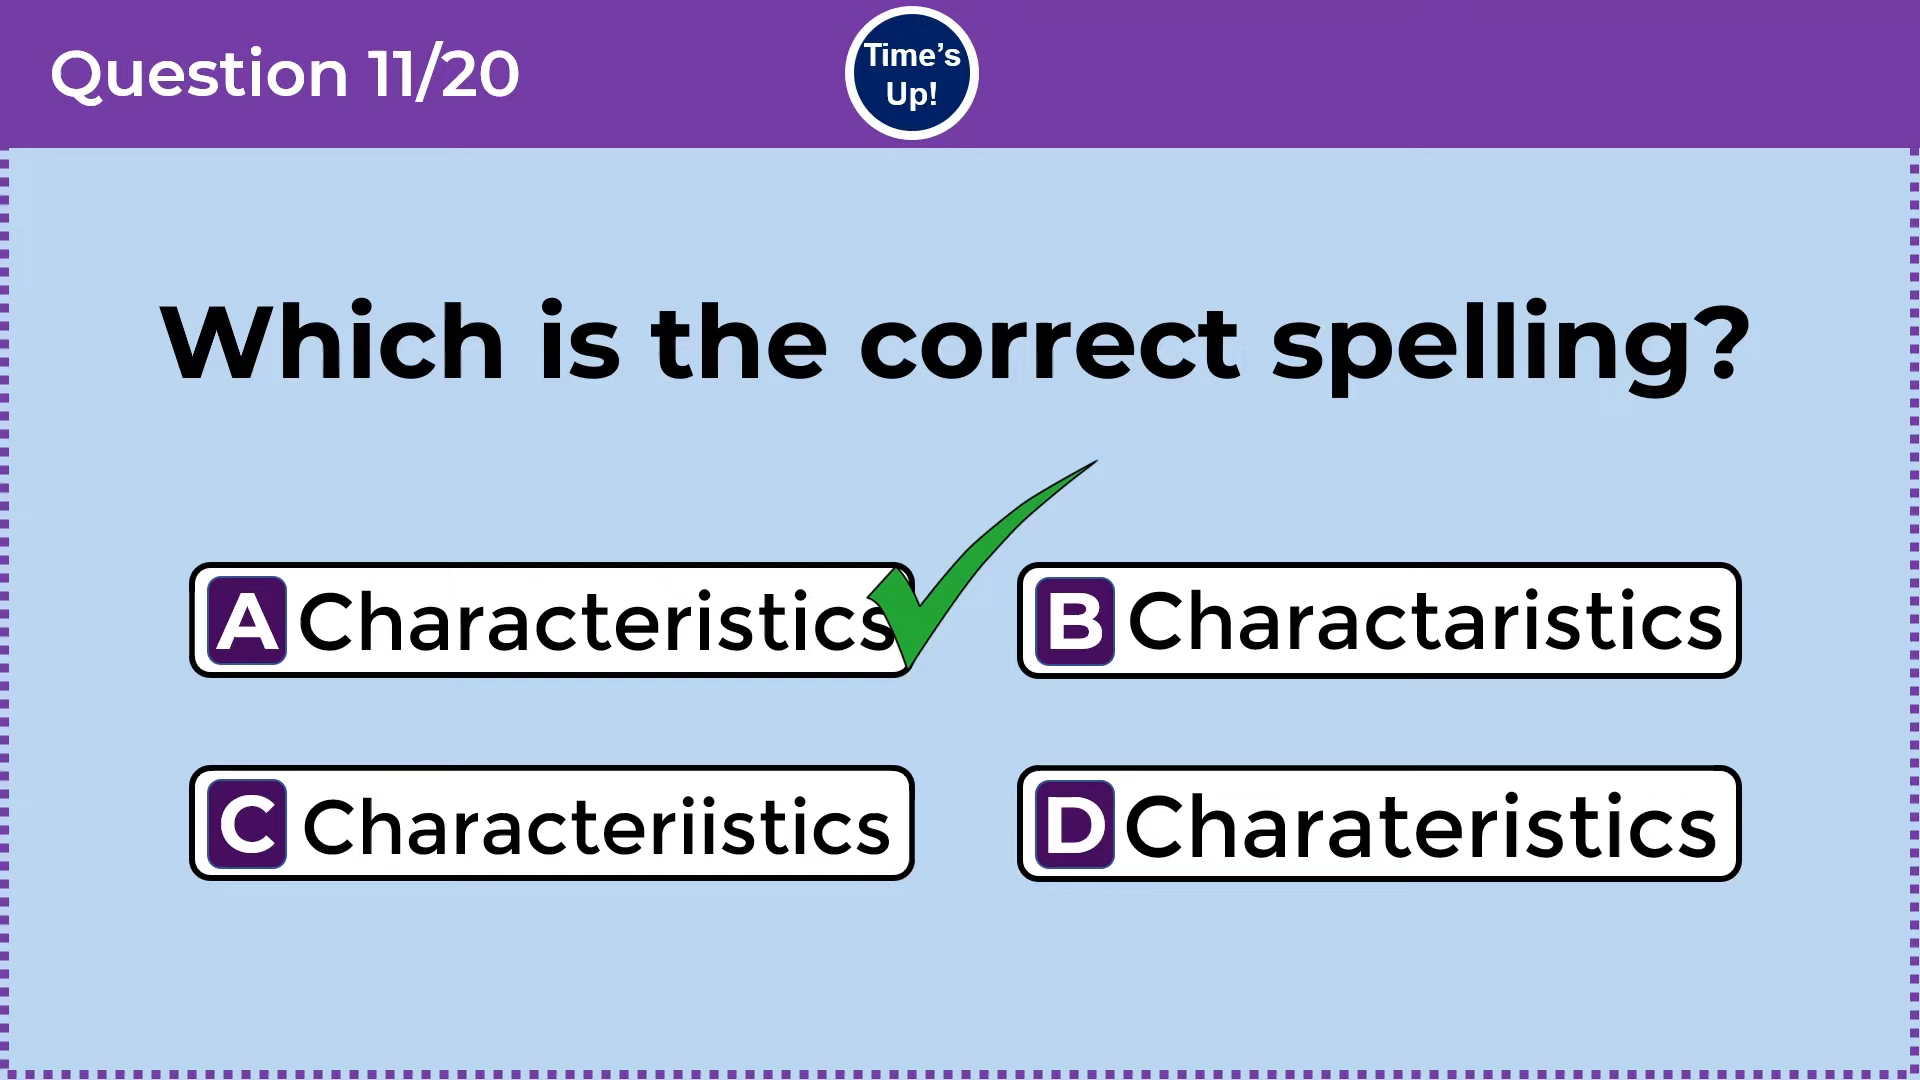 Question 11/20
Time’s
Up!
Which is the correct spelling?
A Characteristics
B Charactaristics
C Characteriistics
D Charateristics